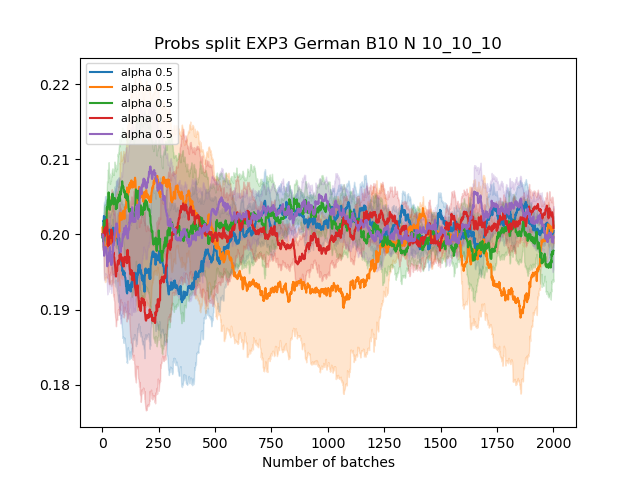 Probs split EXP3 German B10 N 10_10_10
alpha 0.5
alpha 0.5
alpha 0.5
alpha 0.5
alpha 0.5
0.22
0.21
0.20
0.19
0.18
0 250 500 750 1000 1250 1500 1750 2000
Number of batches